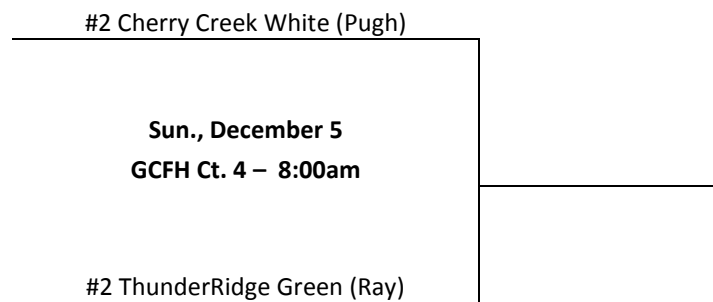 #2 Cherry Creek White (Pugh)
Sun., December 5
GCFH Ct. 4 – 8:00am
#2 ThunderRidge Green (Ray)